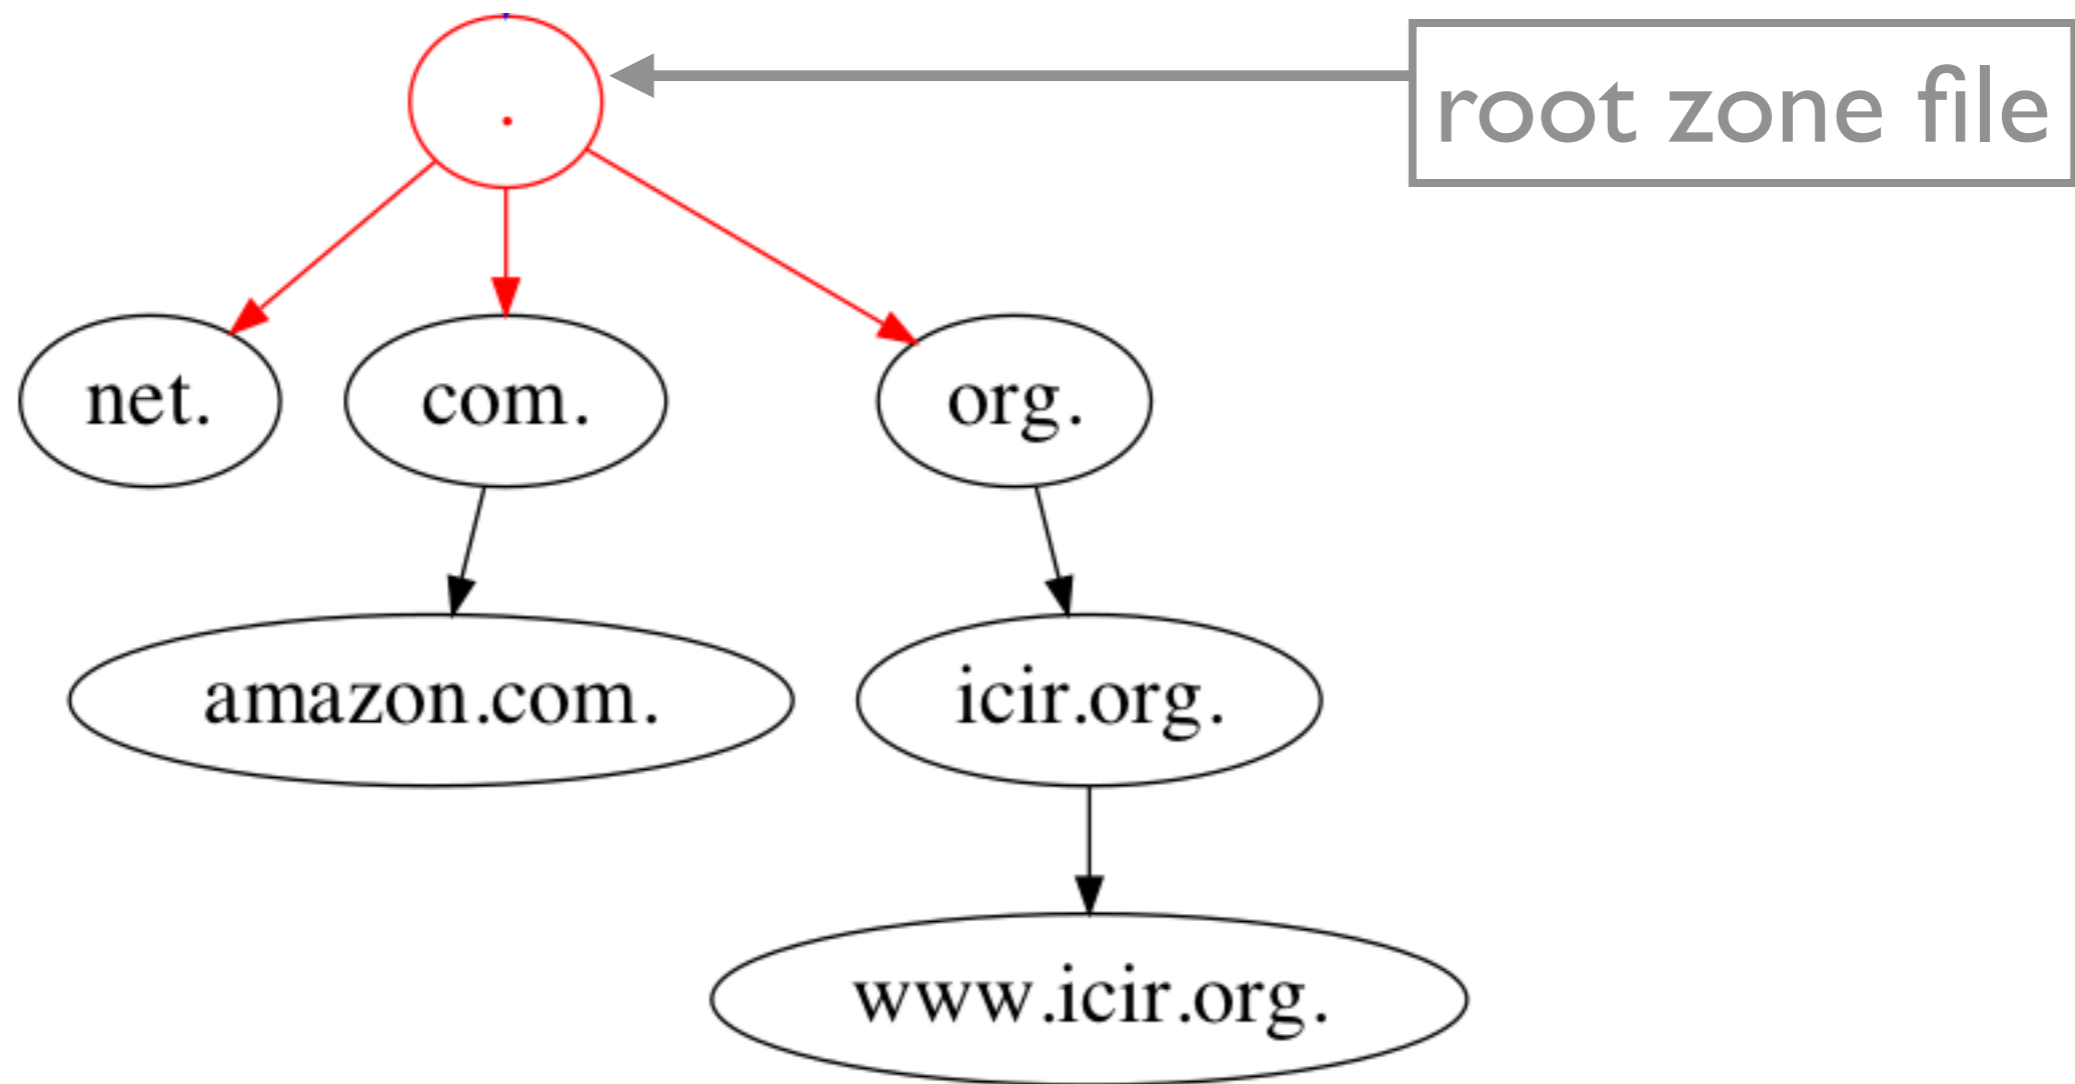 .
root zone file
net.
com.
org.
amazon.com.
icir.org.
www.icir.org.